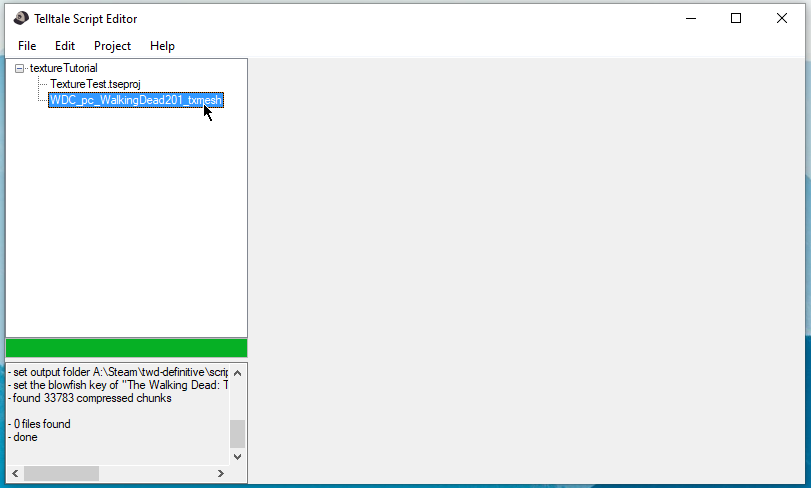 Telltale Script Editor
File Edit Project Help
textureTutorial
TextureTest.tseproj
WDC_pc_WalkingDead201_txmesh
- set output folder A:\Steam\twd-definitive\scrip
- set the blowfish key of "The Walking Dead: T
- found 33783 compressed chunks
- 0 files found
- done